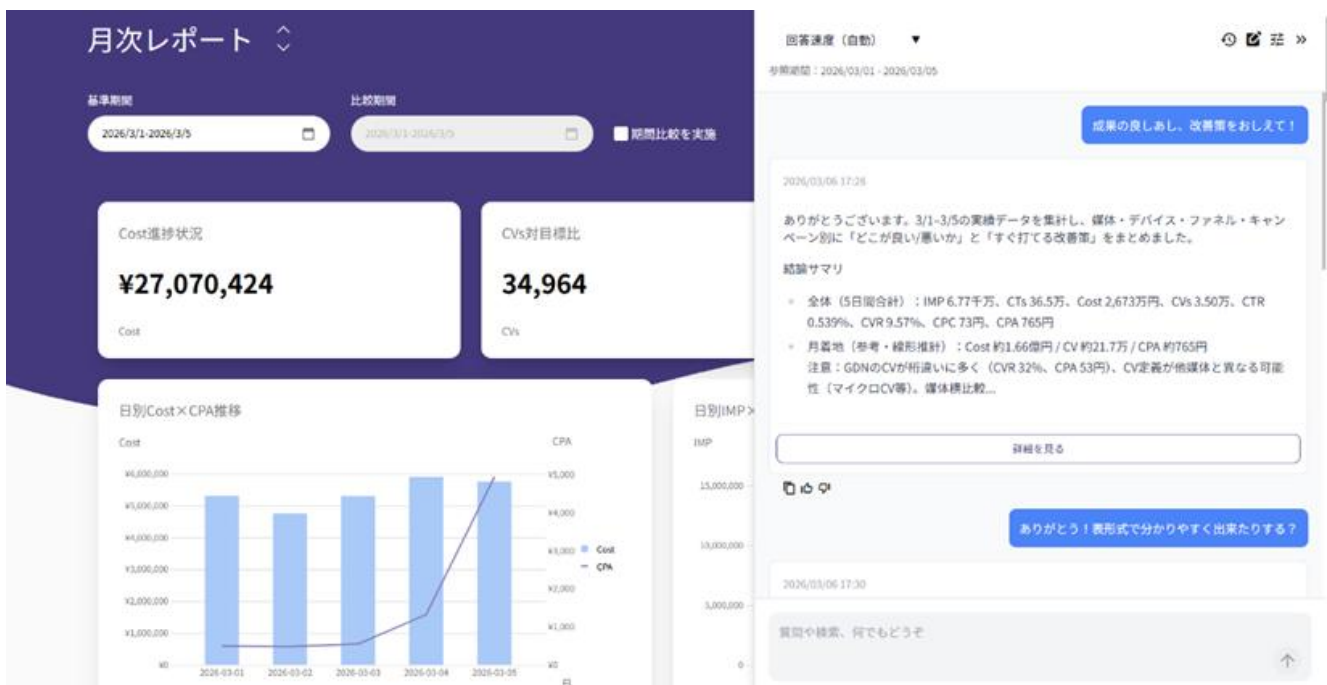 月次レポート
基準期間
比較期間
2026/3/1-2026/3/5
2026/3/1-2026/3/5
期間比較を実施
Cost進捗状況
¥27,070,424
Cost
CVs対目標比
34,964
CVs
日別Cost×CPA推移
Cost
CPA
¥6,000,000
¥5,000,000
¥4,000,000
¥3,000,000
¥2,000,000
¥1,000,000
¥0
¥5,000
¥4,000
¥3,000
¥2,000
¥1,000
¥0
Cost
CPA
2026-03-01
2026-03-02
2026-03-03
2026-03-04
2026-03-05
日
日別IMP×
IMP
15,000,000
10,000,000
5,000,000
0
回答速度（自動） ▼
参照期間：2026/03/01 - 2026/03/05
成果の良しあし、改善策をおしえて！
2026/03/06 17:28
ありがとうございます。3/1–3/5の実績データを集計し、媒体・デバイス・ファネル・キャン
ペーン別に「どこが良い/悪いか」と「すぐ打てる改善策」をまとめました。
結論サマリ
全体（5日間合計）：IMP 6.77千万、CTs 36.5万、Cost 2,673万円、CVs 3.50万、CTR
0.539%、CVR 9.57%、CPC 73円、CPA 765円
月着地（参考・線形推計）：Cost 約1.66億円 / CV 約21.7万 / CPA 約765円
注意：GDNのCVが桁違いに多く（CVR 32%、CPA 53円）、CV定義が他媒体と異なる可能
性（マイクロCV等）。媒体横比較...
詳細を見る
ありがとう！表形式で分かりやすく出来たりする？
2026/03/06 17:30
質問や検索、何でもどうぞ